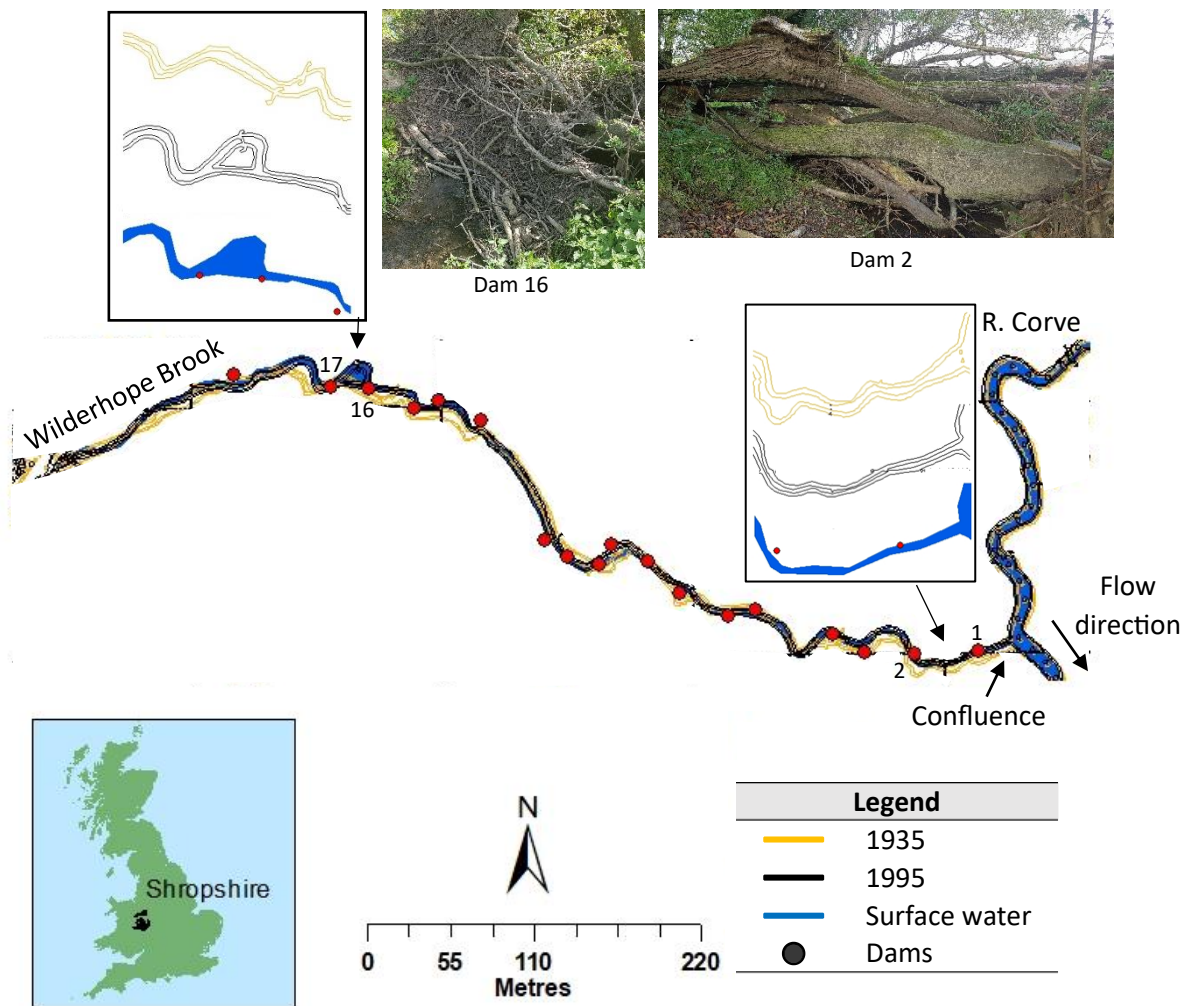 Dam 16
Dam 2
R. Corve
Wilderhope Brook
17
16
Flow
direction
1
2
Confluence
Shropshire
N
0 55 110 220
Metres
Legend
1935
1995
Surface water
Dams